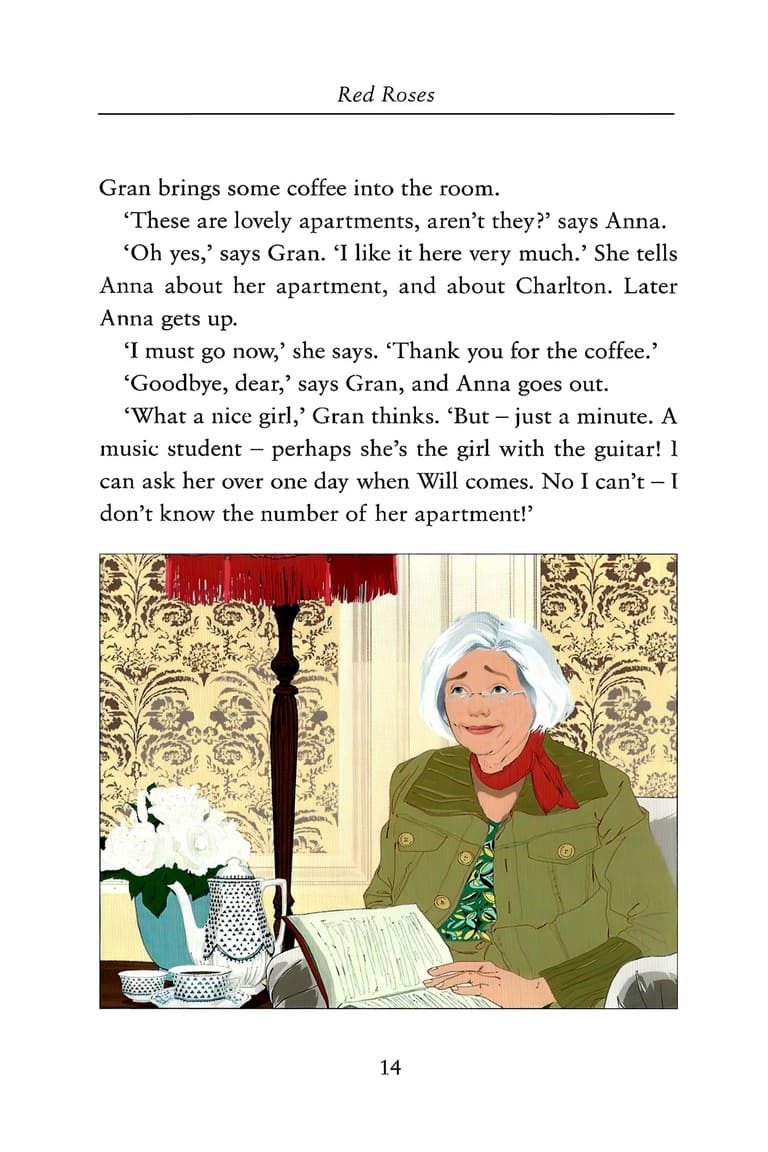 Red Roses
Gran brings some coffee into the room.
‘These are lovely apartments, aren’t they?’ says Anna.
‘Oh yes,’ says Gran. ‘I like it here very much.’ She tells
Anna about her apartment, and about Charlton. Later
Anna gets up.
‘I must go now,’ she says. ‘Thank you for the coffee.’
‘Goodbye, dear,’ says Gran, and Anna goes out.
‘What a nice girl,’ Gran thinks. ‘But – just a minute. A
music student – perhaps she’s the girl with the guitar! I
can ask her over one day when Will comes. No I can’t – I
don’t know the number of her apartment!’
14